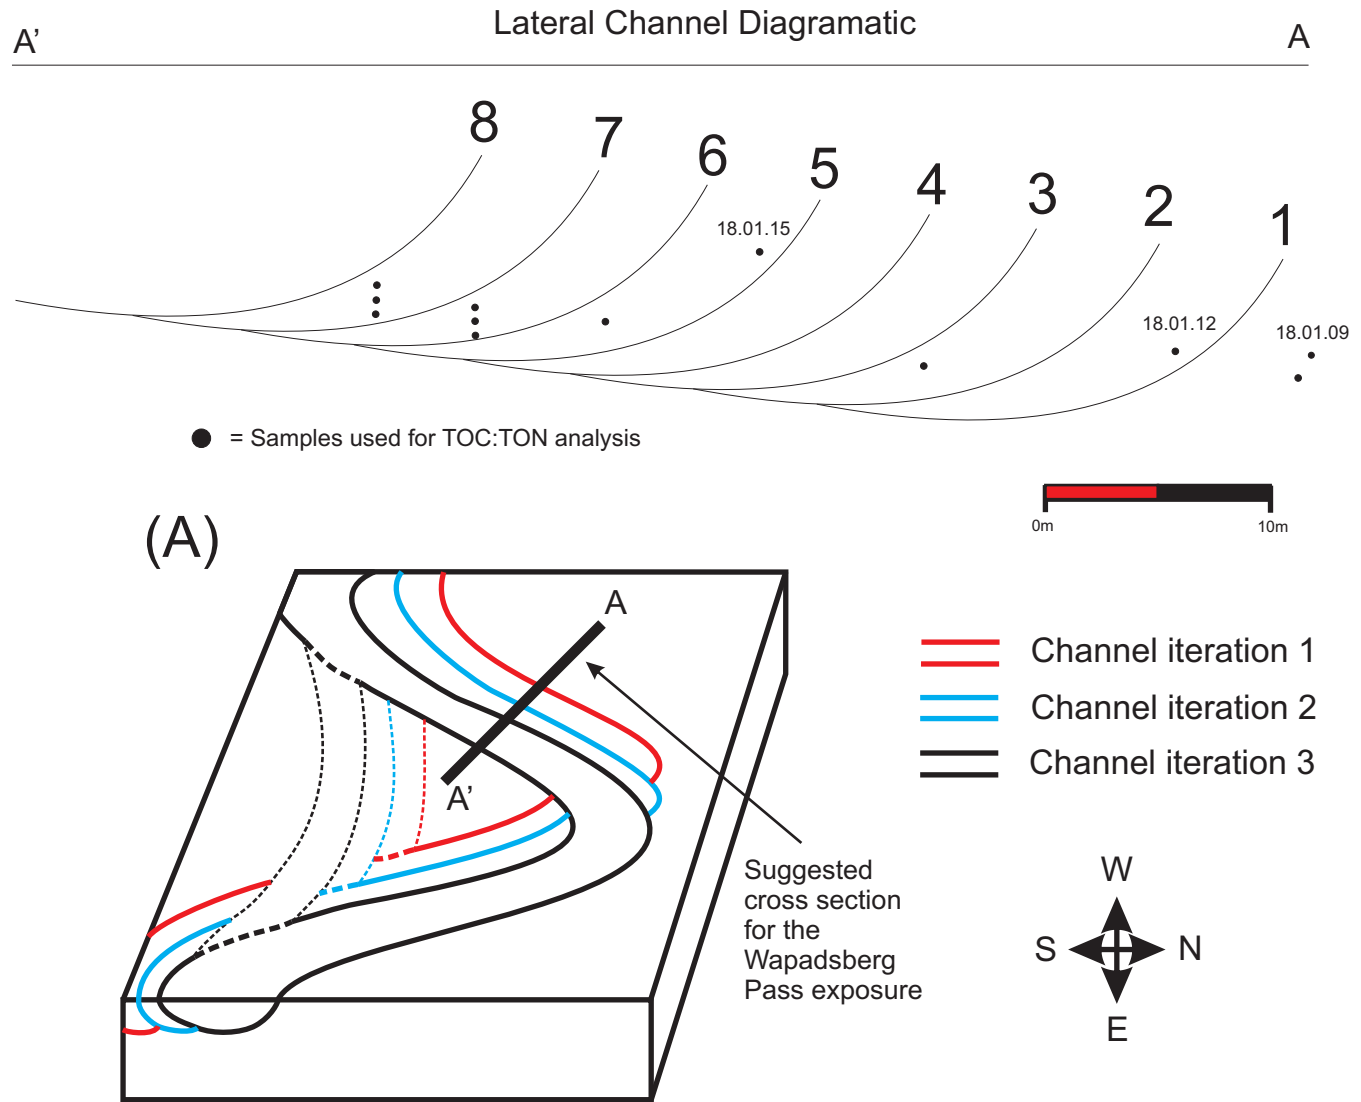 Lateral Channel Diagramatic
A'
A
8
7
6
5
4
3
2
1
18.01.15
18.01.12
18.01.09
= Samples used for TOC:TON analysis
0m
10m
(A)
A
A'
Channel iteration 1
Channel iteration 2
Channel iteration 3
Suggested
cross section
for the
Wapadsberg
Pass exposure
W
S
N
E